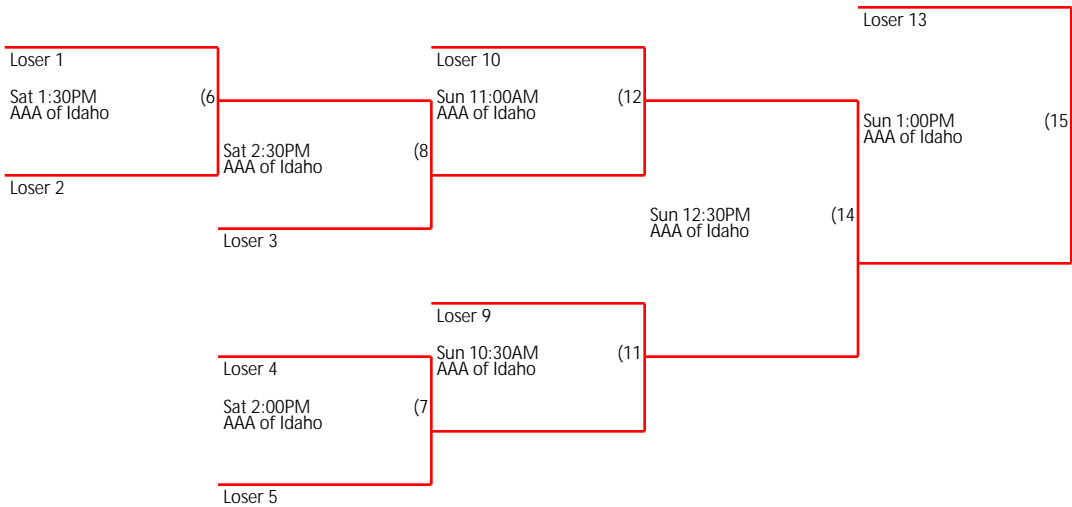 Loser 13
Loser 1
Loser 10
Sat 1:30PM
AAA of Idaho
(6
Sun 11:00AM
AAA of Idaho
(12
Sun 1:00PM
AAA of Idaho
(15
Sat 2:30PM
AAA of Idaho
(8
Loser 2
Sun 12:30PM
AAA of Idaho
(14
Loser 3
Loser 9
Sun 10:30AM
AAA of Idaho
(11
Loser 4
Sat 2:00PM
AAA of Idaho
(7
Loser 5